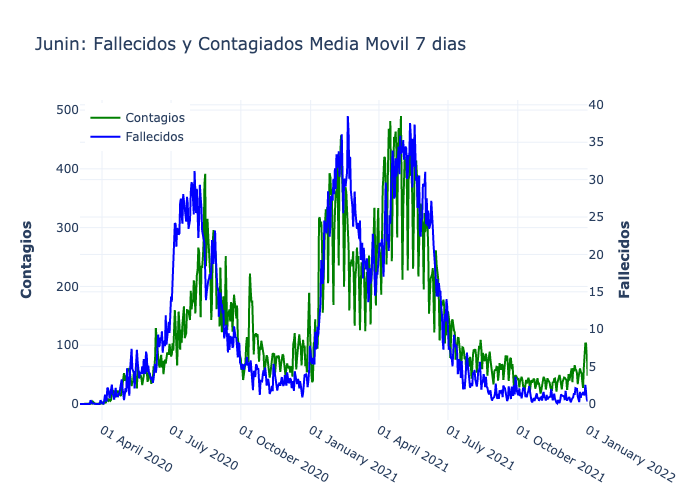 Junin: Fallecidos y Contagiados Media Movil 7 dias
Contagios
Fallecidos
500
400
300
200
100
0
40
35
30
25
20
15
10
5
0
Contagios
Fallecidos
01 April 2020
01 July 2020
01 October 2020
01 January 2021
01 April 2021
01 July 2021
01 October 2021
01 January 2022